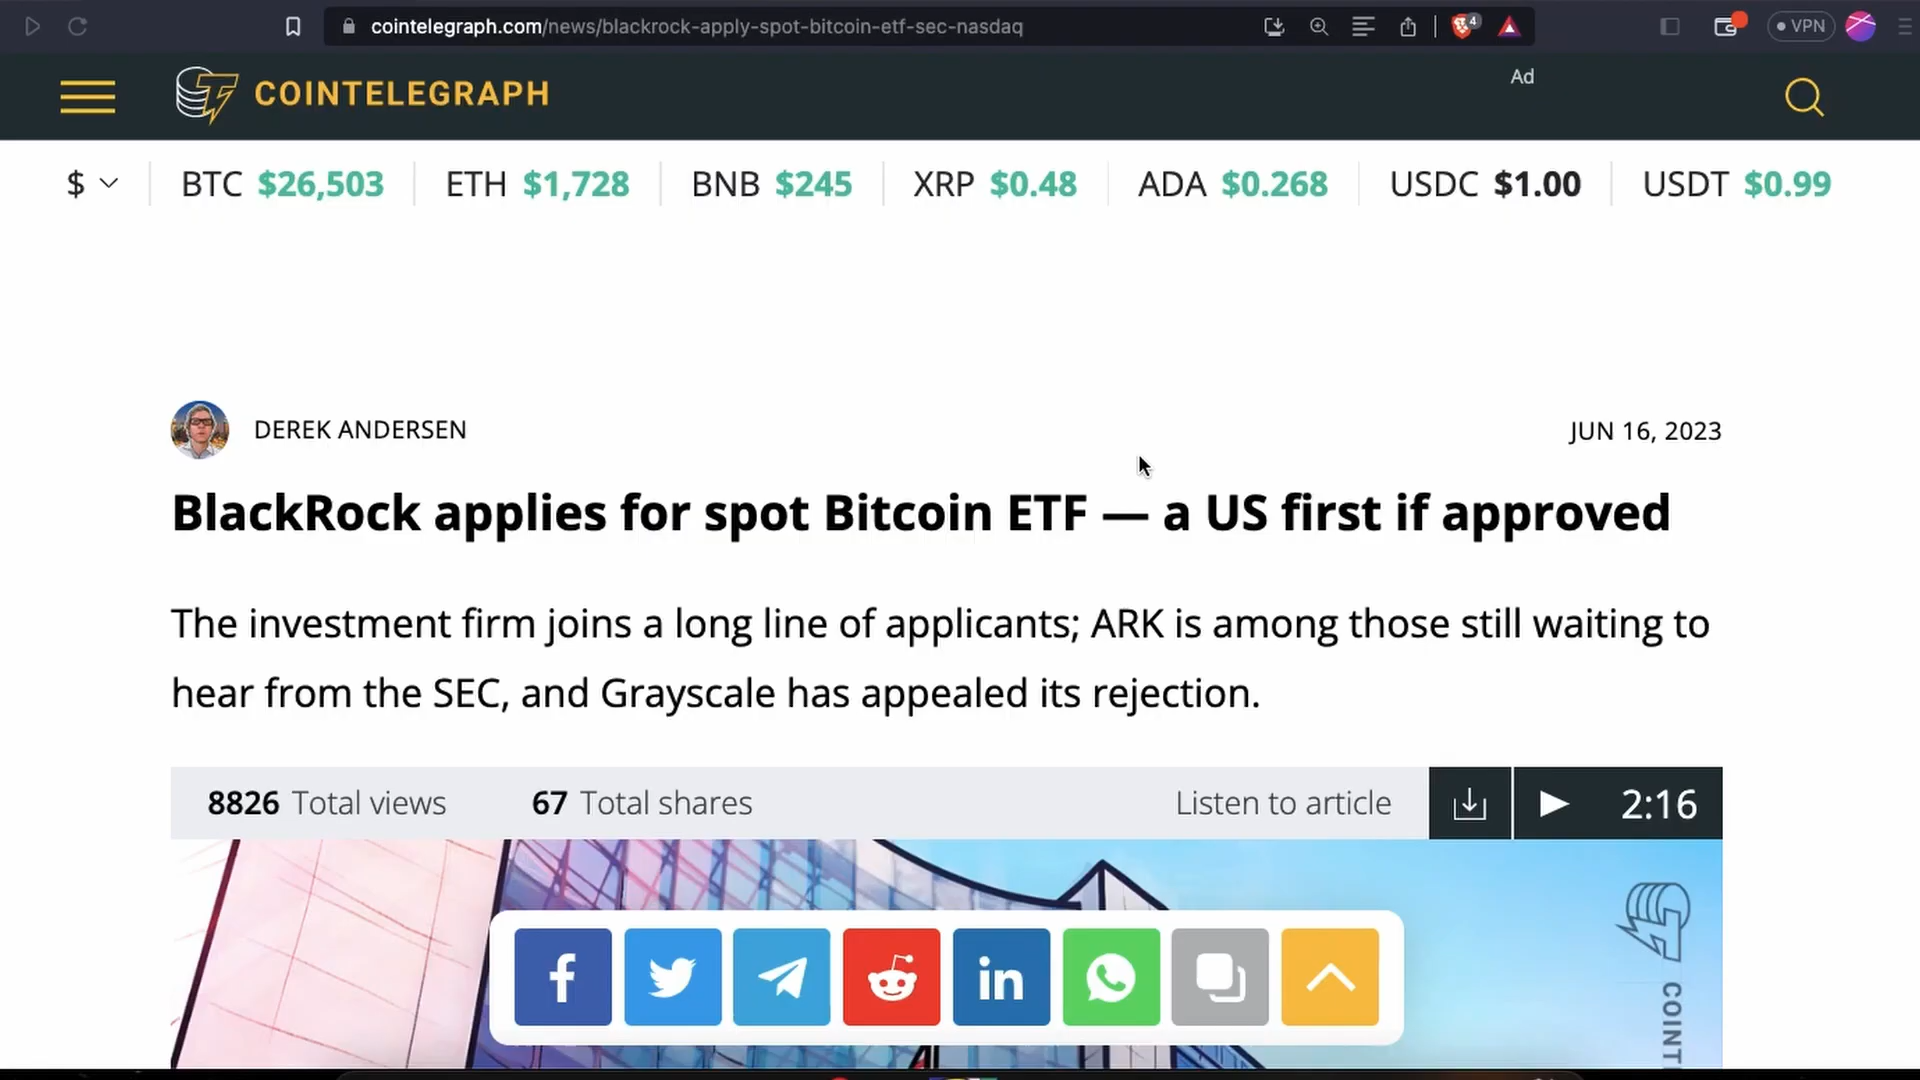 cointelegraph.com/news/blackrock-apply-spot-bitcoin-etf-sec-nasdaq
4
VPN
COINTELEGRAPH
Ad
$ BTC $26,503 ETH $1,728 BNB $245 XRP $0.48 ADA $0.268 USDC $1.00 USDT $0.99
DEREK ANDERSEN
JUN 16, 2023
BlackRock applies for spot Bitcoin ETF — a US first if approved
The investment firm joins a long line of applicants; ARK is among those still waiting to
hear from the SEC, and Grayscale has appealed its rejection.
8826 Total views 67 Total shares Listen to article 2:16
COINT